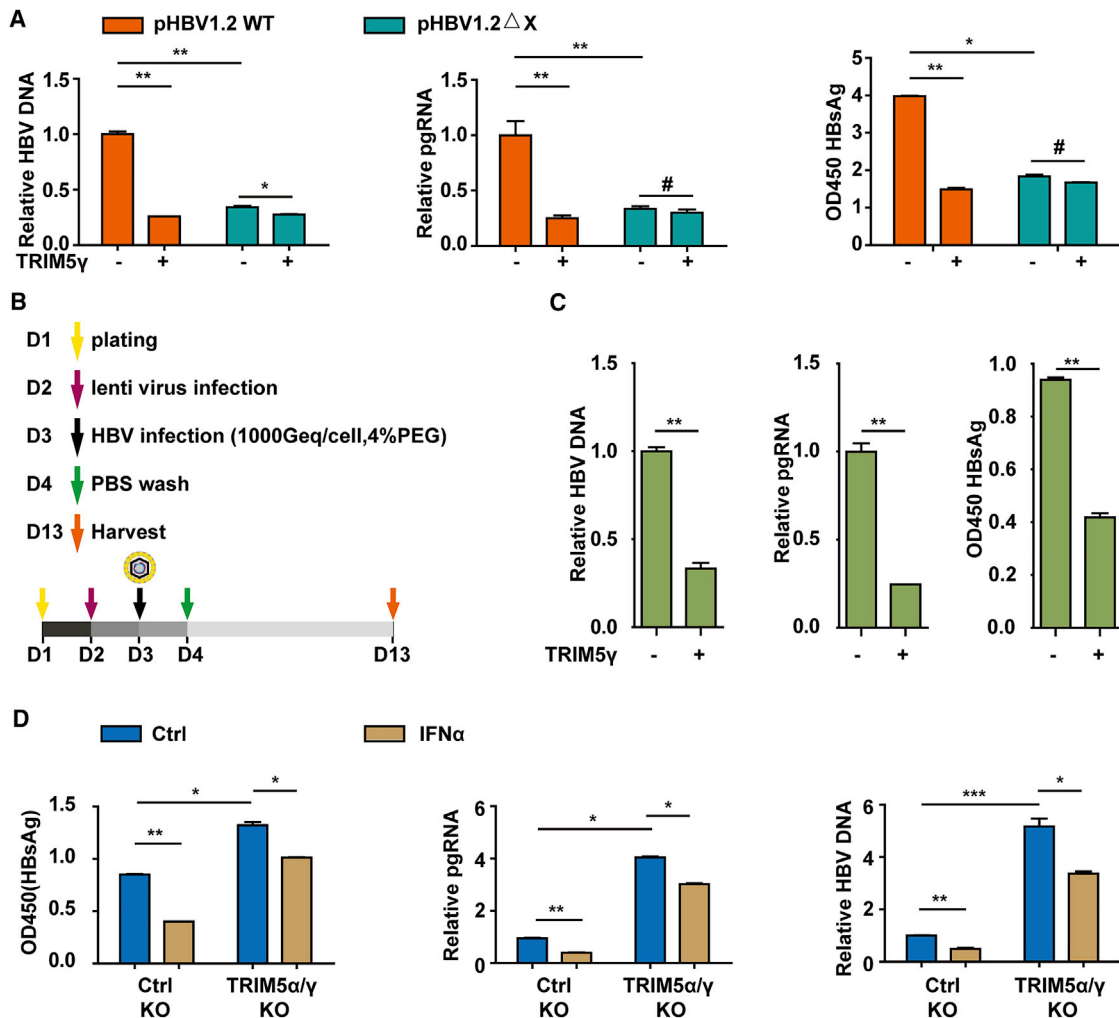 A
pHBV1.2 WT
pHBV1.2△X
Relative HBV DNA
1.5
1.0
0.5
0.0
**
**
*
TRIM5γ
- + - +
Relative pgRNA
1.5
1.0
0.5
0.0
**
**
#
- + - +
OD450 HBsAg
5
4
3
2
1
0
*
**
#
- + - +
B
D1 plating
D2 lenti virus infection
D3 HBV infection (1000Geq/cell,4%PEG)
D4 PBS wash
D13 Harvest
D1 D2 D3 D4 D13
C
Relative HBV DNA
1.5
1.0
0.5
0.0
**
TRIM5γ
- +
Relative pgRNA
1.5
1.0
0.5
0.0
**
- +
OD450 HBsAg
1.0
0.8
0.6
0.4
0.2
0.0
**
- +
D
Ctrl
IFNα
OD450(HBsAg)
1.5
1.0
0.5
0.0
*
**
*
Ctrl TRIM5α/γ
KO KO
Relative pgRNA
6
4
2
0
*
**
*
Ctrl TRIM5α/γ
KO KO
Relative HBV DNA
6
4
2
0
***
**
*
Ctrl TRIM5α/γ
KO KO